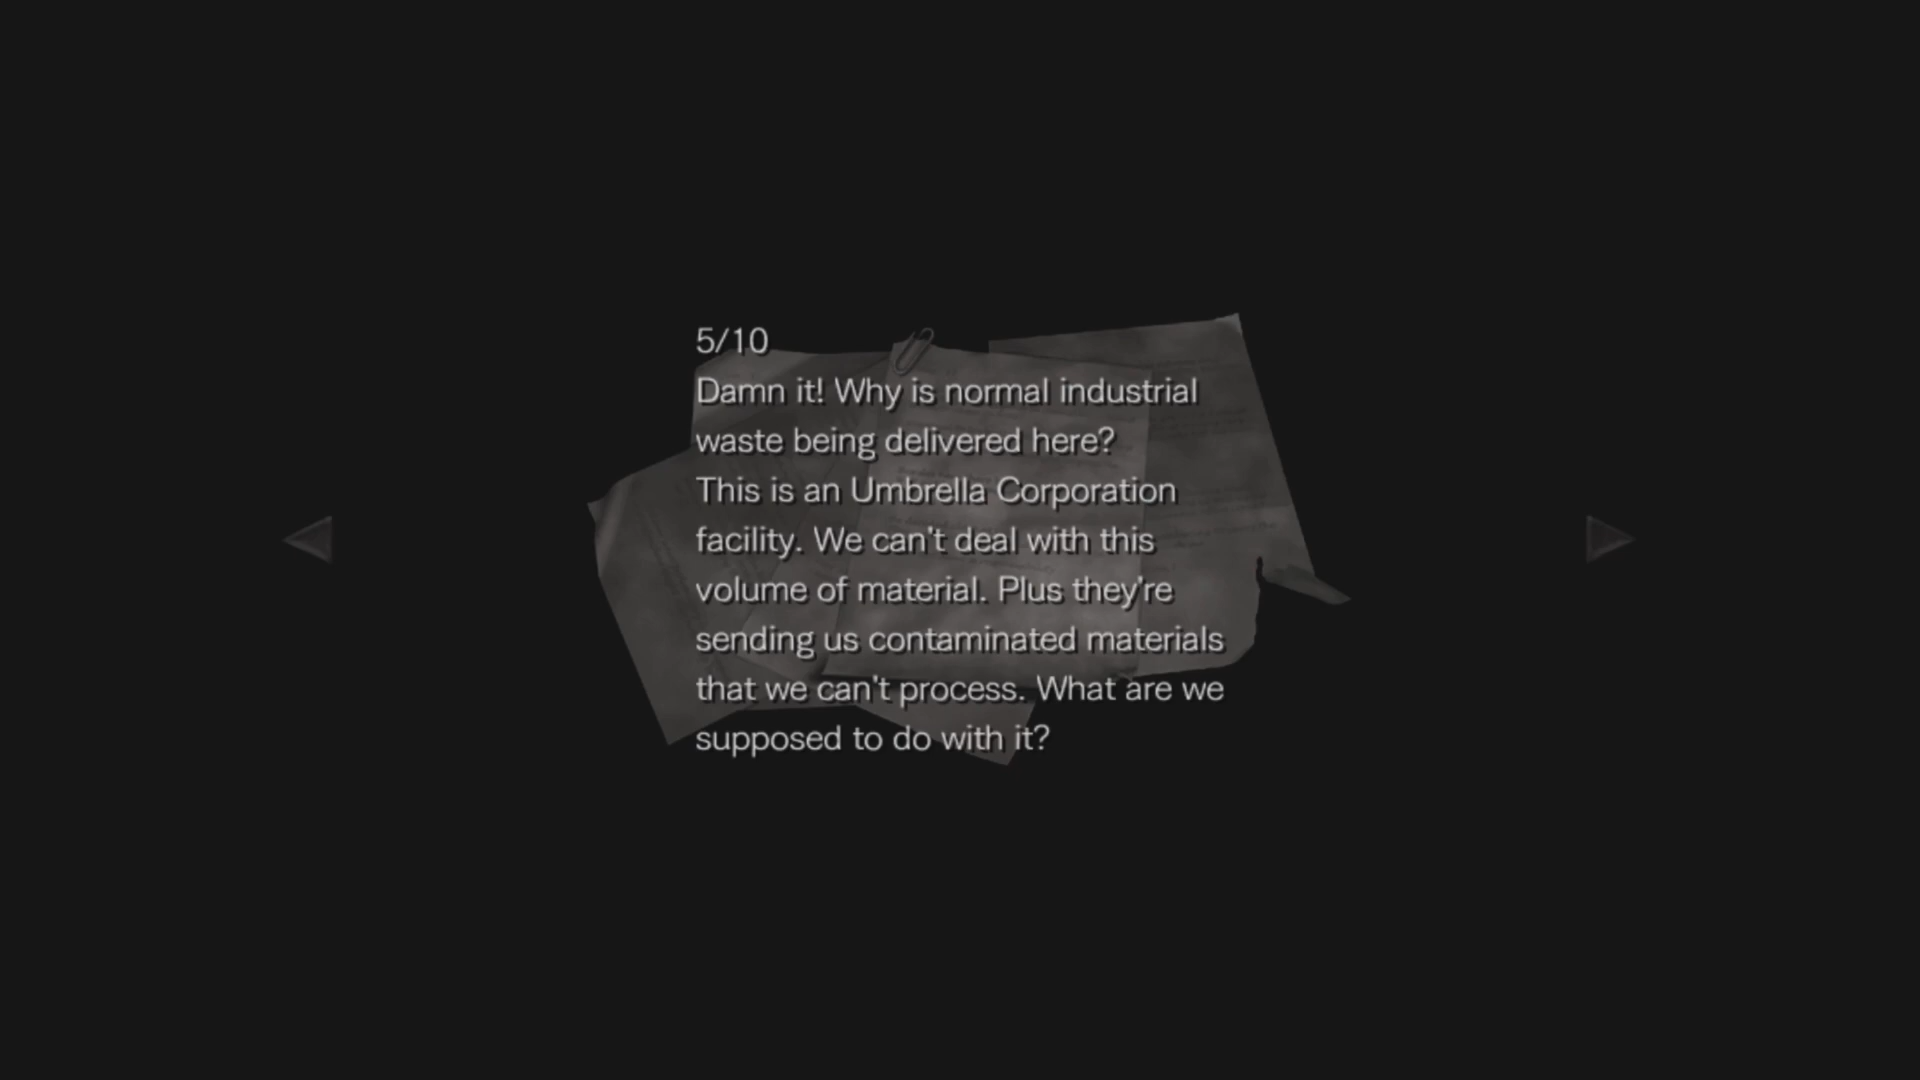 5/10
Damn it! Why is normal industrial
waste being delivered here?
This is an Umbrella Corporation
facility. We can't deal with this
volume of material. Plus they're
sending us contaminated materials
that we can't process. What are we
supposed to do with it?